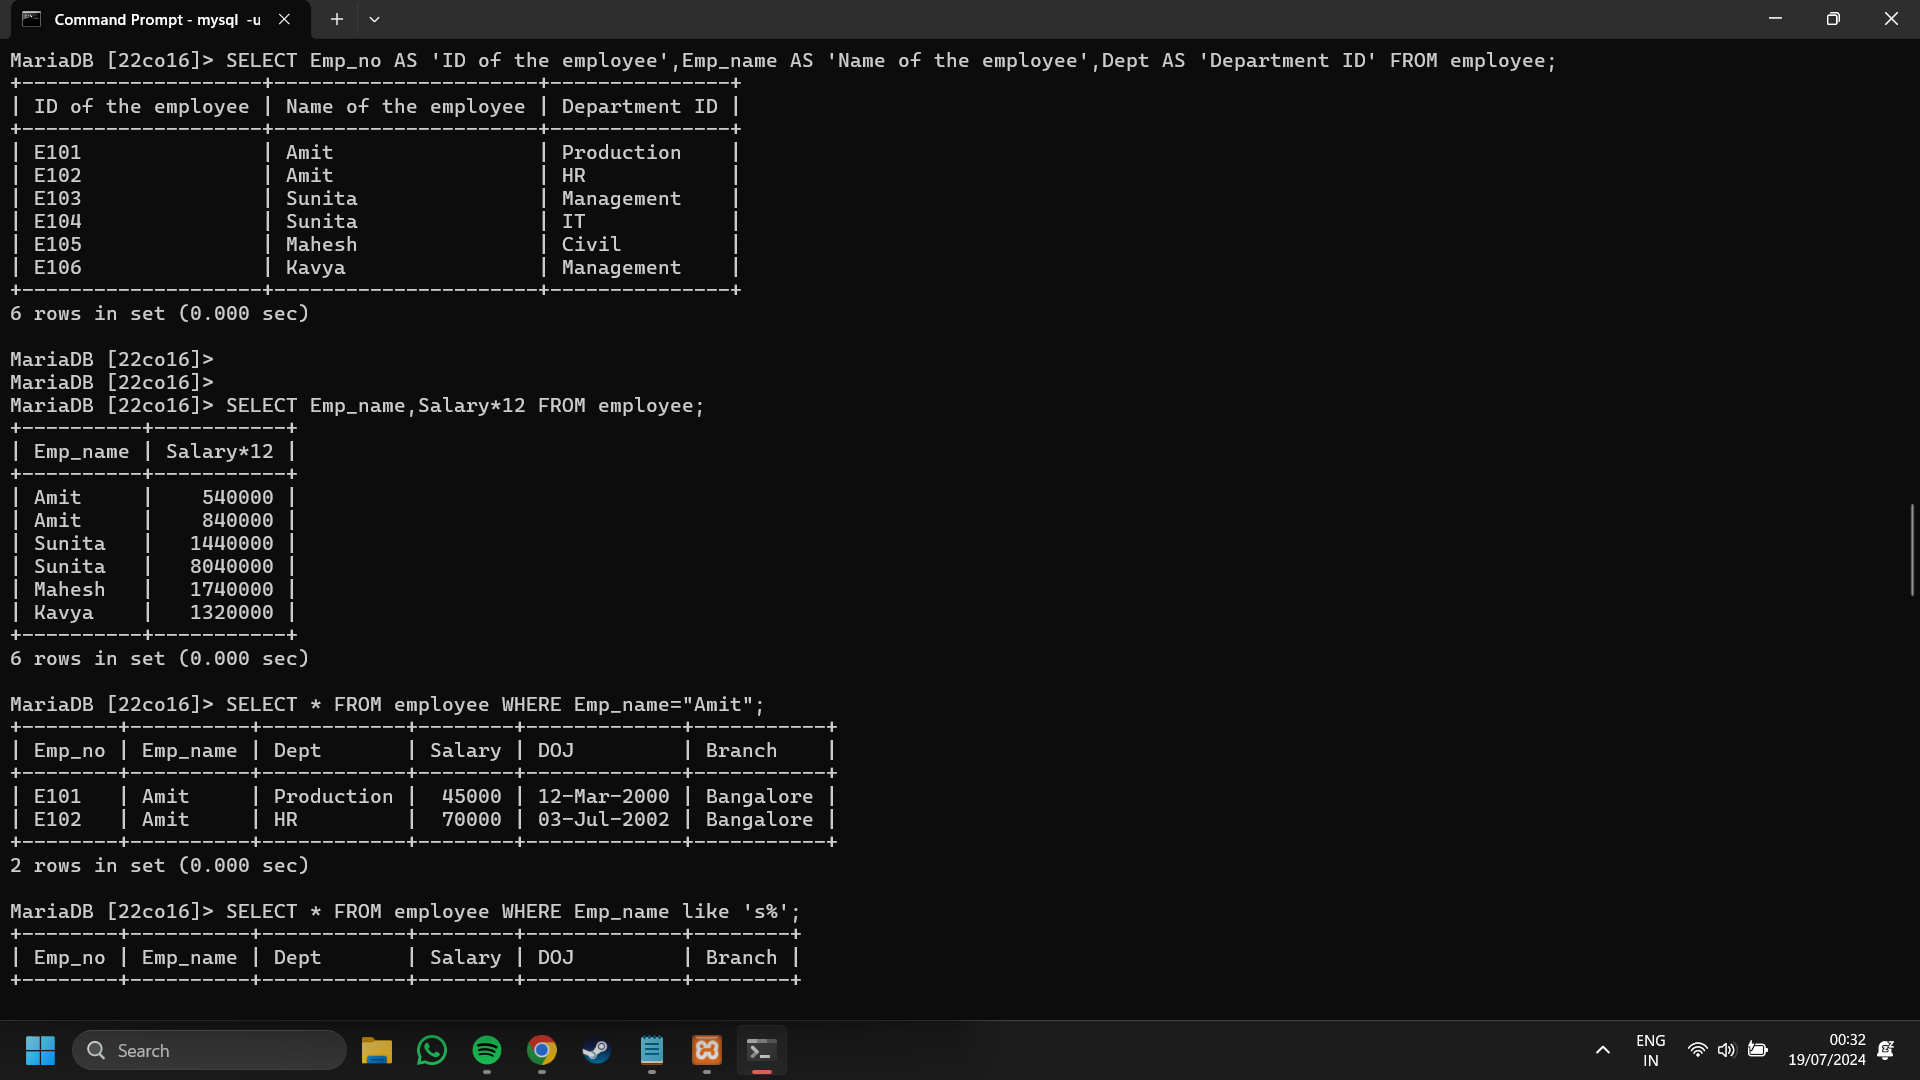 Command Prompt - mysql -u
MariaDB [22co16]> SELECT Emp_no AS 'ID of the employee',Emp_name AS 'Name of the employee',Dept AS 'Department ID' FROM employee;
+--------------------+----------------------+---------------+
| ID of the employee | Name of the employee | Department ID |
+--------------------+----------------------+---------------+
| E101               | Amit                 | Production    |
| E102               | Amit                 | HR            |
| E103               | Sunita               | Management    |
| E104               | Sunita               | IT            |
| E105               | Mahesh               | Civil         |
| E106               | Kavya                | Management    |
+--------------------+----------------------+---------------+
6 rows in set (0.000 sec)
MariaDB [22co16]>
MariaDB [22co16]>
MariaDB [22co16]> SELECT Emp_name,Salary*12 FROM employee;
+----------+-----------+
| Emp_name | Salary*12 |
+----------+-----------+
| Amit     |    540000 |
| Amit     |    840000 |
| Sunita   |   1440000 |
| Sunita   |   8040000 |
| Mahesh   |   1740000 |
| Kavya    |   1320000 |
+----------+-----------+
6 rows in set (0.000 sec)
MariaDB [22co16]> SELECT * FROM employee WHERE Emp_name="Amit";
+--------+----------+------------+--------+-------------+-----------+
| Emp_no | Emp_name | Dept       | Salary | DOJ         | Branch    |
+--------+----------+------------+--------+-------------+-----------+
| E101   | Amit     | Production |  45000 | 12-Mar-2000 | Bangalore |
| E102   | Amit     | HR         |  70000 | 03-Jul-2002 | Bangalore |
+--------+----------+------------+--------+-------------+-----------+
2 rows in set (0.000 sec)
MariaDB [22co16]> SELECT * FROM employee WHERE Emp_name like 's%';
+--------+----------+------------+--------+-------------+--------+
| Emp_no | Emp_name | Dept       | Salary | DOJ         | Branch |
+--------+----------+------------+--------+-------------+--------+
Search
ENG
IN
00:32
19/07/2024